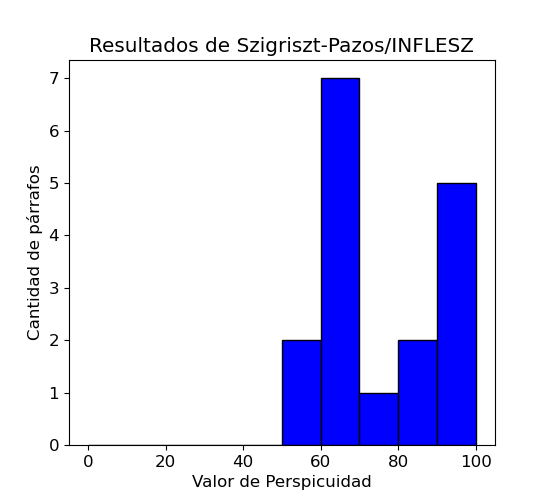 Resultados de Szigriszt-Pazos/INFLESZ
Cantidad de párrafos
7
6
5
4
3
2
1
0
0 20 40 60 80 100
Valor de Perspicuidad